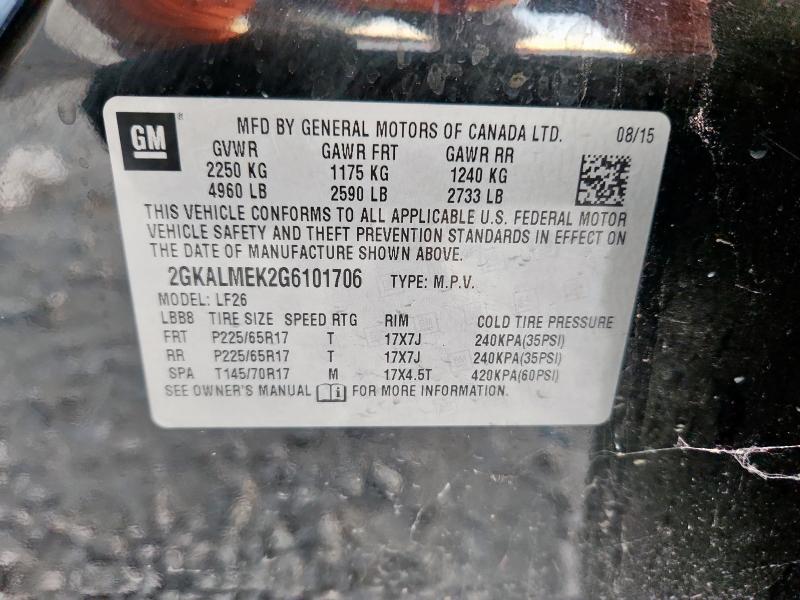 GM ® MFD BY GENERAL MOTORS OF CANADA LTD. 08/15
GVWR GAWR FRT GAWR RR
2250 KG 1175 KG 1240 KG
4960 LB 2590 LB 2733 LB
THIS VEHICLE CONFORMS TO ALL APPLICABLE U.S. FEDERAL MOTOR
VEHICLE SAFETY AND THEFT PREVENTION STANDARDS IN EFFECT ON
THE DATE OF MANUFACTURE SHOWN ABOVE.
2GKALMEK2G6101706 TYPE: M.P.V.
MODEL: LF26
LBB8 TIRE SIZE SPEED RTG RIM COLD TIRE PRESSURE
FRT P225/65R17 T 17X7J 240KPA(35PSI)
RR P225/65R17 T 17X7J 240KPA(35PSI)
SPA T145/70R17 M 17X4.5T 420KPA(60PSI)
SEE OWNER'S MANUAL i FOR MORE INFORMATION.